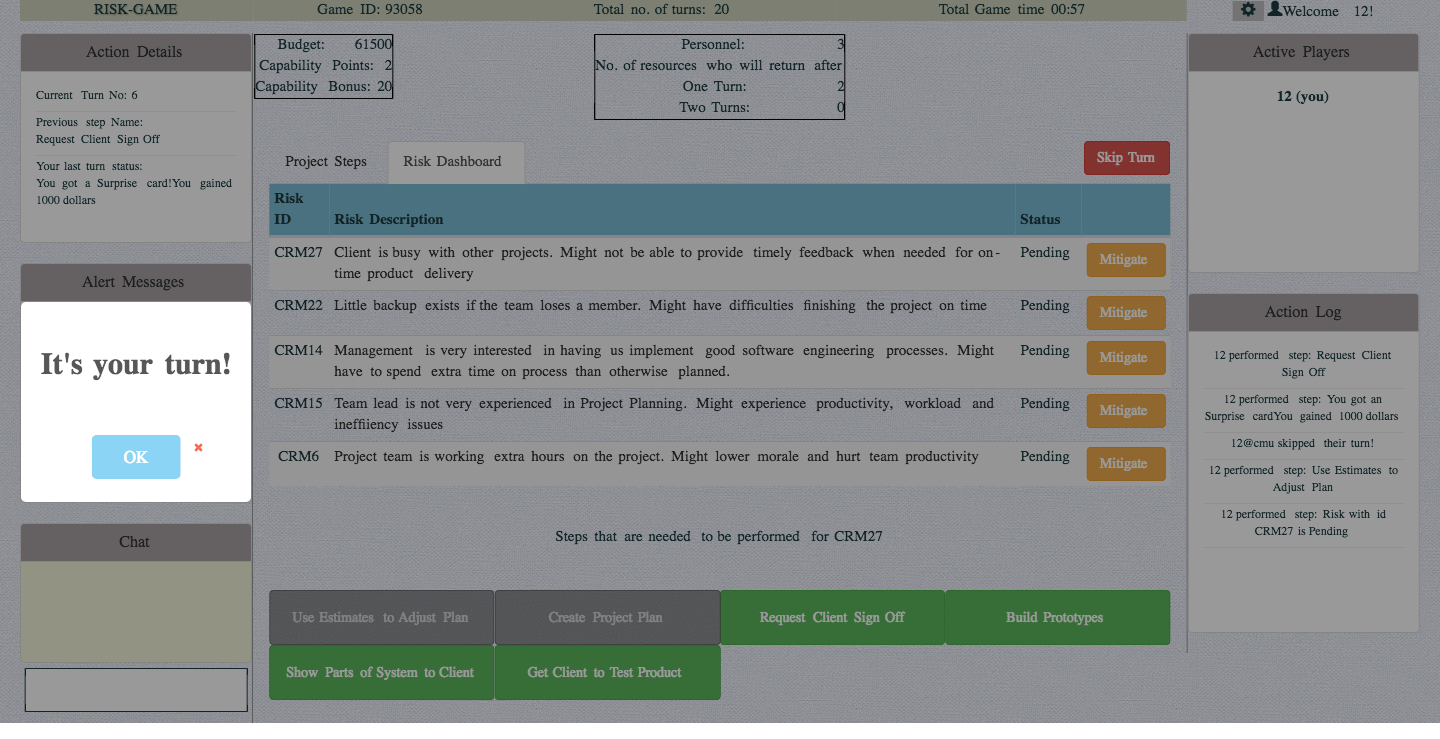 RISK-GAME
Game ID: 93058
Total no. of turns: 20
Total Game time 00:57
Welcome 12!
Action Details
Current Turn No: 6
Previous step Name:
Request Client Sign Off
Your last turn status:
You got a Surprise card!You gained
1000 dollars
Alert Messages
It's your turn!
OK
Chat
Budget: 61500
Capability Points: 2
Capability Bonus: 20
Personnel: 3
No. of resources who will return after
One Turn: 2
Two Turns: 0
Project Steps
Risk Dashboard
Skip Turn
Risk
ID
Risk Description
Status
CRM27
Client is busy with other projects. Might not be able to provide timely feedback when needed for on-
time product delivery
Pending
Mitigate
CRM22
Little backup exists if the team loses a member. Might have difficulties finishing the project on time
Pending
Mitigate
CRM14
Management is very interested in having us implement good software engineering processes. Might
have to spend extra time on process than otherwise planned.
Pending
Mitigate
CRM15
Team lead is not very experienced in Project Planning. Might experience productivity, workload and
ineffiiency issues
Pending
Mitigate
CRM6
Project team is working extra hours on the project. Might lower morale and hurt team productivity
Pending
Mitigate
Steps that are needed to be performed for CRM27
Use Estimates to Adjust Plan
Create Project Plan
Request Client Sign Off
Build Prototypes
Show Parts of System to Client
Get Client to Test Product
Active Players
12 (you)
Action Log
12 performed step: Request Client
Sign Off
12 performed step: You got an
Surprise cardYou gained 1000 dollars
12@cmu skipped their turn!
12 performed step: Use Estimates to
Adjust Plan
12 performed step: Risk with id
CRM27 is Pending